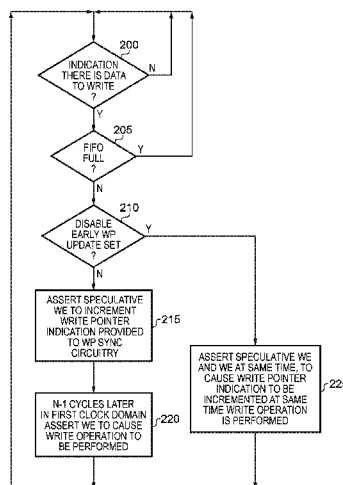 200
INDICATION
THERE IS DATA
TO WRITE
?
N
Y
205
FIFO
FULL
?
Y
N
210
DISABLE
EARLY WP
UPDATE SET
?
Y
N
ASSERT SPECULATIVE
WE TO INCREMENT
WRITE POINTER
INDICATION PROVIDED
TO WP SYNC
CIRCUITRY
215
ASSERT SPECULATIVE WE
AND WE AT SAME TIME, TO
CAUSE WRITE POINTER
INDICATION TO BE
INCREMENTED AT SAME
TIME WRITE OPERATION
IS PERFORMED
N-1 CYCLES LATER
IN FIRST CLOCK DOMAIN
ASSERT WE TO CAUSE
WRITE OPERATION TO
BE PERFORMED
220